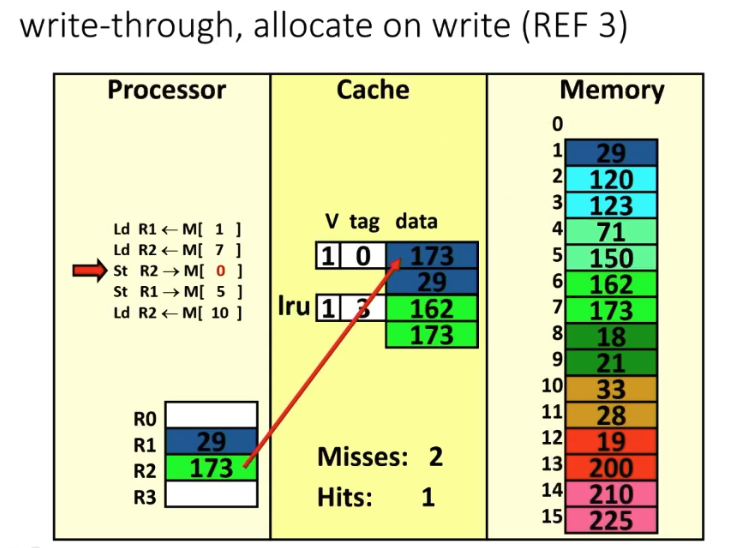 write-through, allocate on write (REF 3)
Processor
Cache
Memory
Ld R1 ← M[ 1 ]
Ld R2 ← M[ 7 ]
St R2 → M[ 0 ]
St R1 → M[ 5 ]
Ld R2 ← M[ 10 ]
R0
R1 29
R2 173
R3
V tag data
1 0 173
29
lru 1 3 162
173
Misses: 2
Hits: 1
0
1 29
2 120
3 123
4 71
5 150
6 162
7 173
8 18
9 21
10 33
11 28
12 19
13 200
14 210
15 225